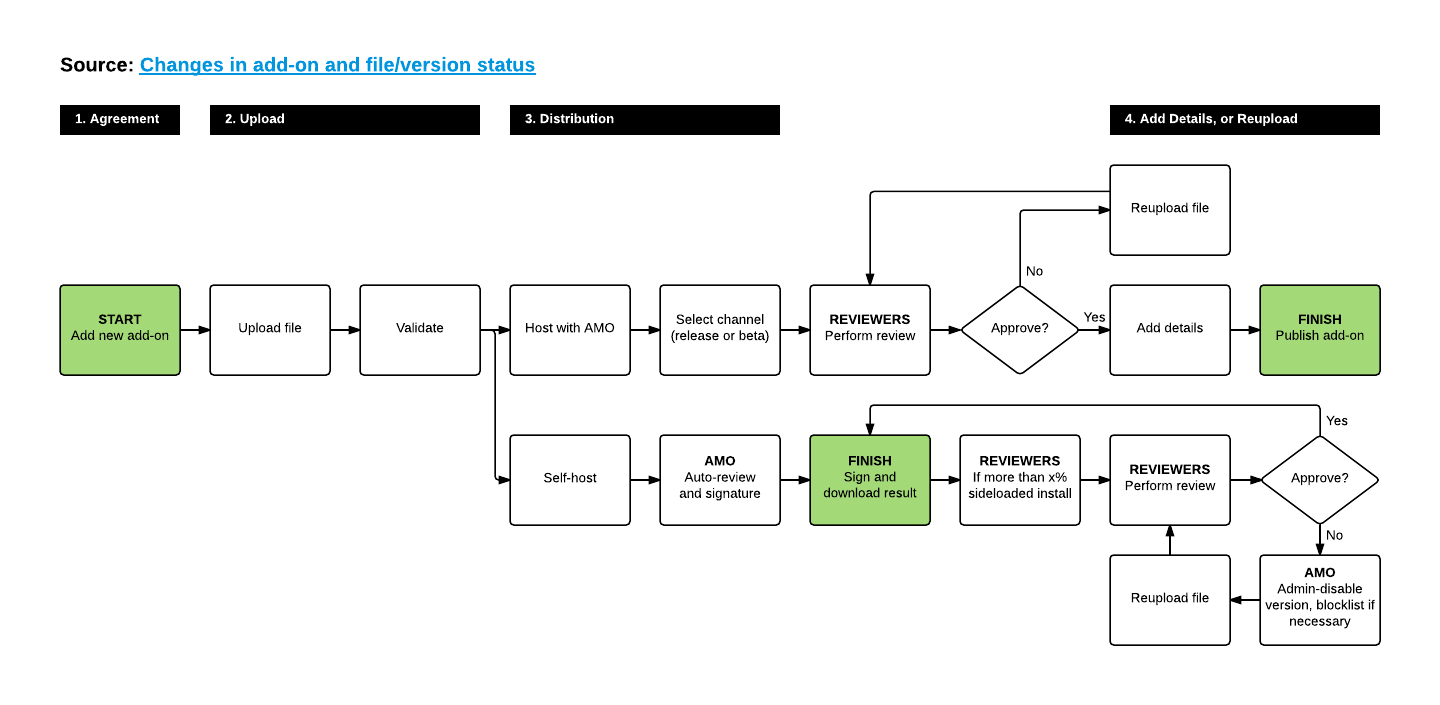 Source: Changes in add-on and file/version status
1. Agreement
2. Upload
3. Distribution
4. Add Details, or Reupload
Reupload file
No
START
Add new add-on
Upload file
Validate
Host with AMO
Select channel
(release or beta)
REVIEWERS
Perform review
Approve?
Yes
Add details
FINISH
Publish add-on
Yes
Self-host
AMO
Auto-review
and signature
FINISH
Sign and
download result
REVIEWERS
If more than x%
sideloaded install
REVIEWERS
Perform review
Approve?
No
Reupload file
AMO
Admin-disable
version, blocklist if
necessary